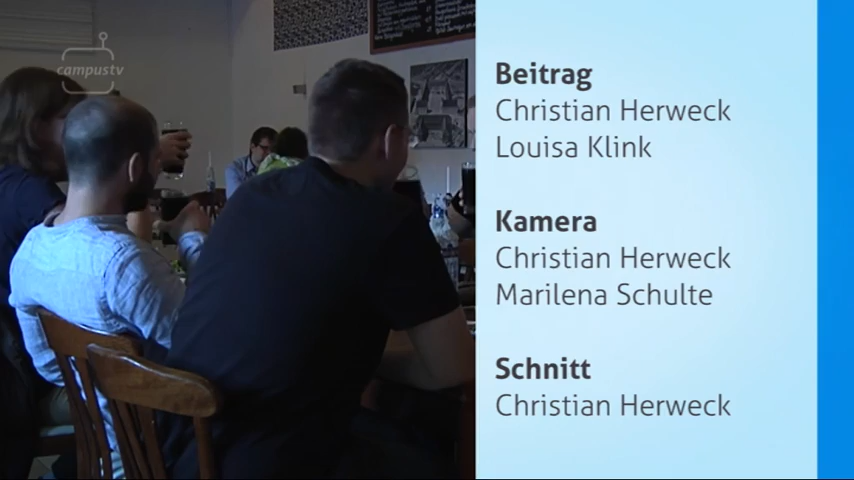 campustv
Beitrag
Christian Herweck
Louisa Klink
Kamera
Christian Herweck
Marilena Schulte
Schnitt
Christian Herweck